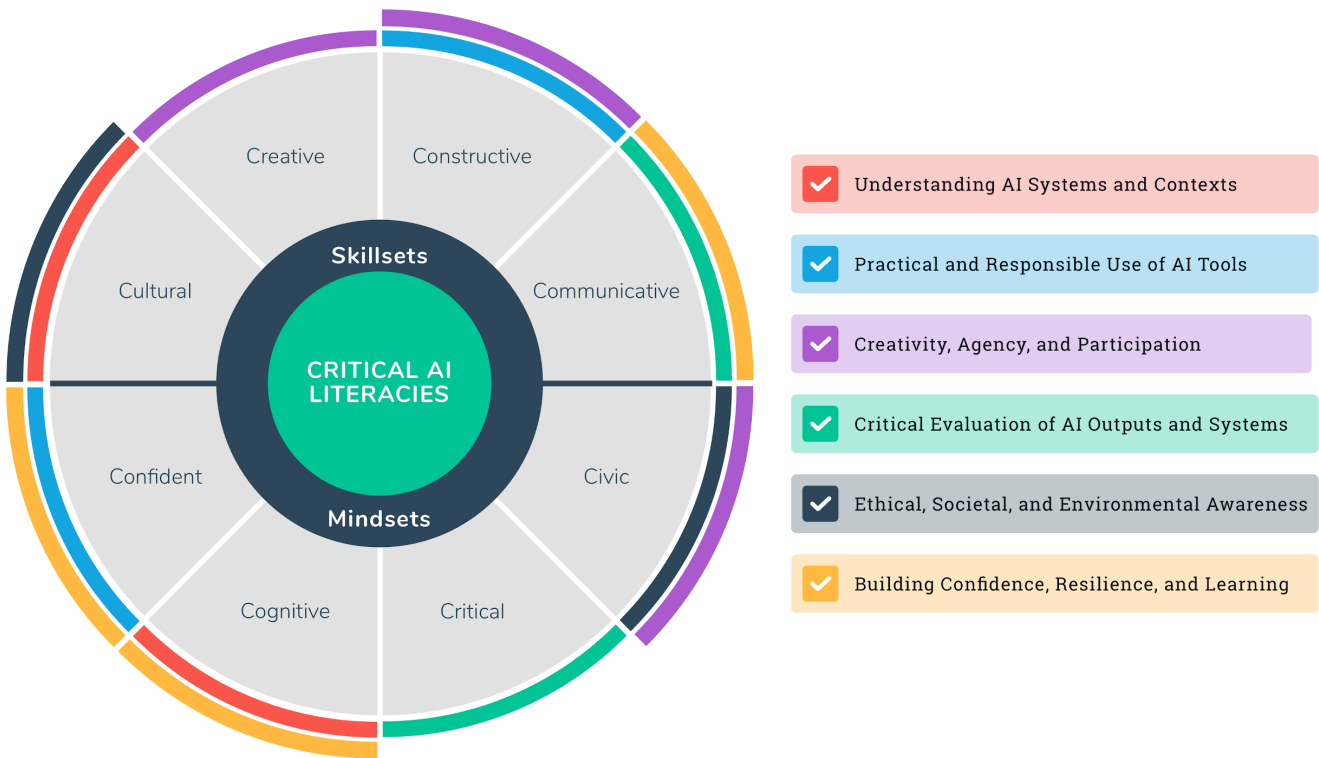 Creative
Constructive
Skillsets
Cultural
Communicative
CRITICAL AI
LITERACIES
Confident
Civic
Mindsets
Cognitive
Critical
Understanding AI Systems and Contexts
Practical and Responsible Use of AI Tools
Creativity, Agency, and Participation
Critical Evaluation of AI Outputs and Systems
Ethical, Societal, and Environmental Awareness
Building Confidence, Resilience, and Learning